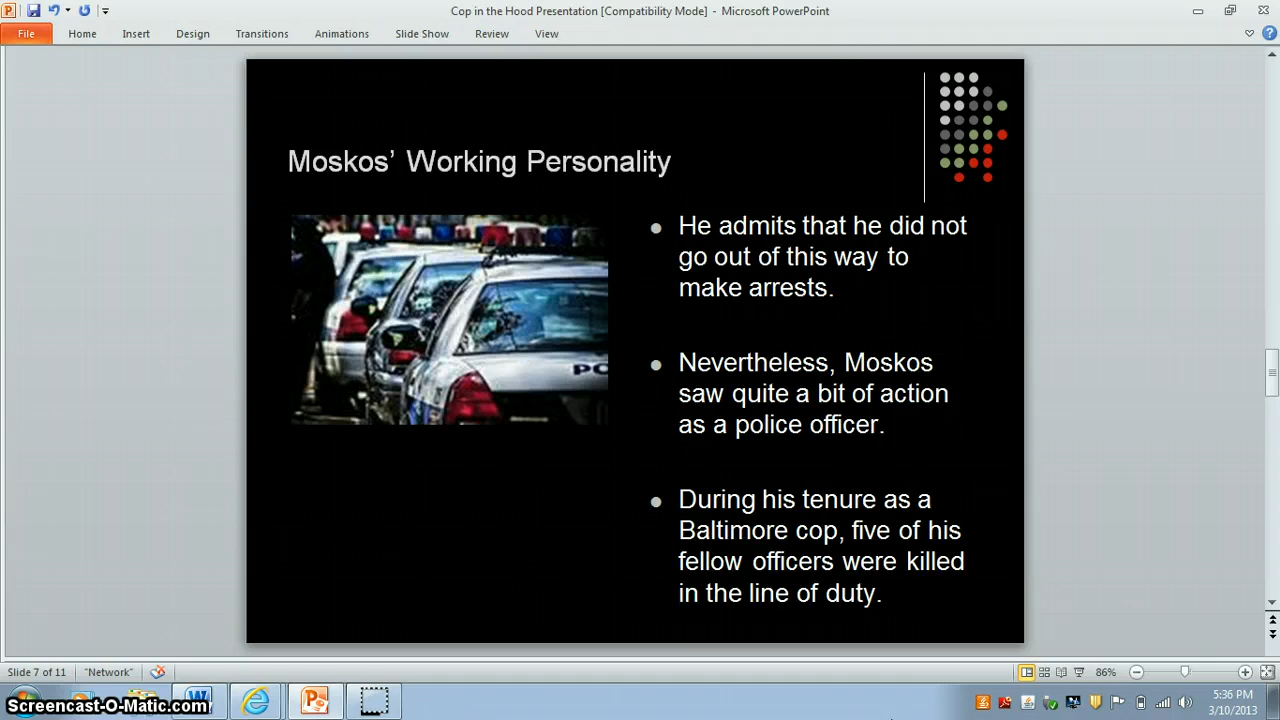 Cop in the Hood Presentation [Compatibility Mode] - Microsoft PowerPoint
File Home Insert Design Transitions Animations Slide Show Review View
Moskos’ Working Personality
He admits that he did not
go out of this way to
make arrests.
Nevertheless, Moskos
saw quite a bit of action
as a police officer.
During his tenure as a
Baltimore cop, five of his
fellow officers were killed
in the line of duty.
PO
Slide 7 of 11 "Network" 86%
Screencast-O-Matic.com
5:36 PM
3/10/2013